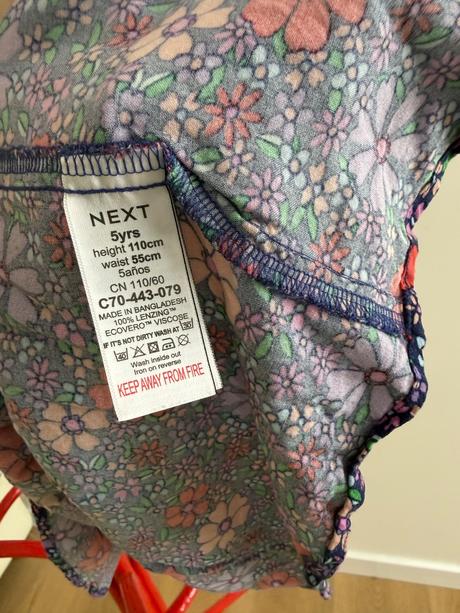 NEXT
5yrs
height 110cm
waist 55cm
5años
CN 110/60
C70-443-079
MADE IN BANGLADESH
100% LENZING™
ECOVERO™ VISCOSE
IF IT'S NOT DIRTY WASH AT 30
40
Wash inside out
Iron on reverse
KEEP AWAY FROM FIRE